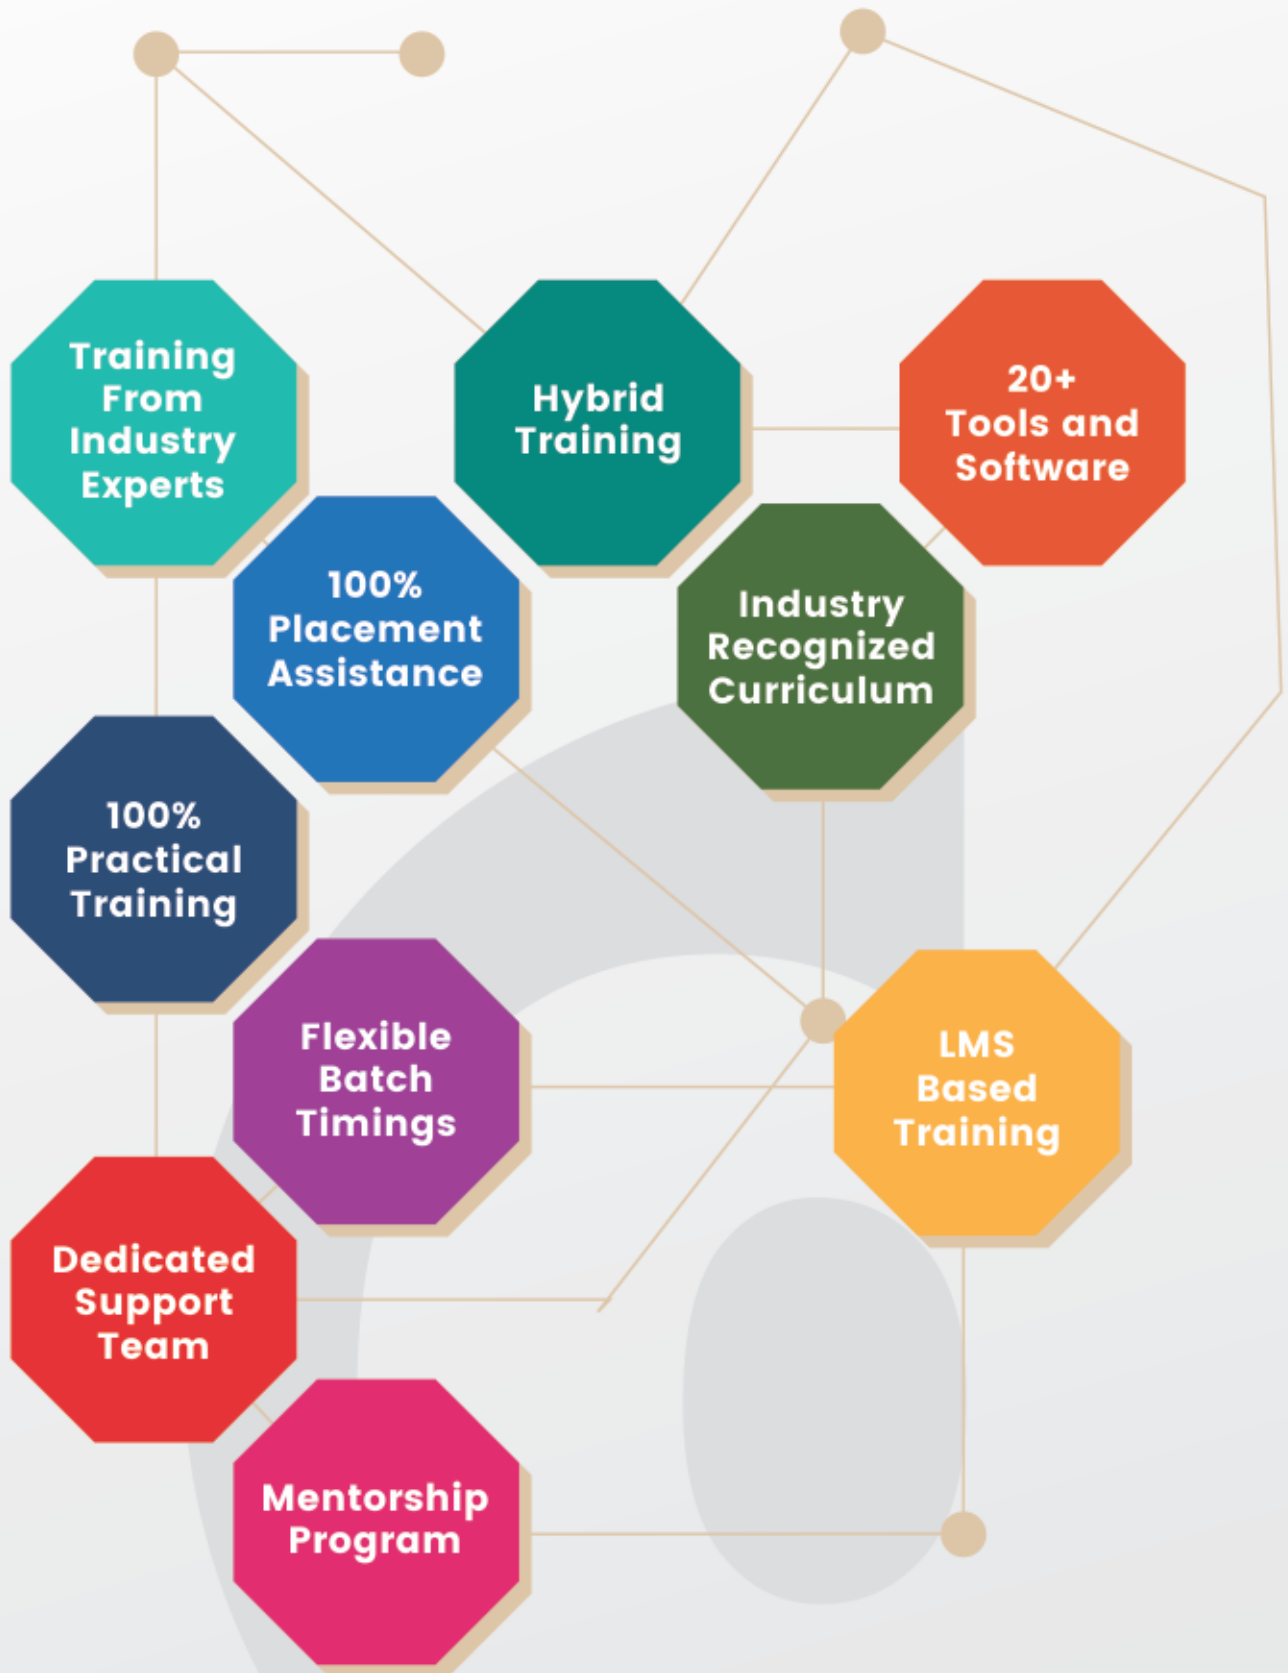 Training
From
Industry
Experts
Hybrid
Training
20+
Tools and
Software
100%
Placement
Assistance
Industry
Recognized
Curriculum
100%
Practical
Training
Flexible
Batch
Timings
LMS
Based
Training
Dedicated
Support
Team
Mentorship
Program